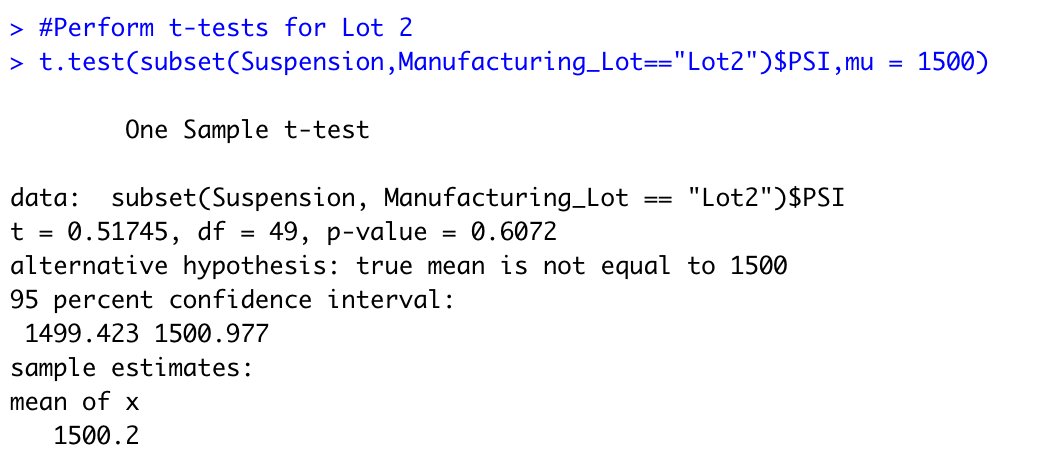 > #Perform t-tests for Lot 2
> t.test(subset(Suspension,Manufacturing_Lot=="Lot2")$PSI,mu = 1500)
One Sample t-test
data:  subset(Suspension, Manufacturing_Lot == "Lot2")$PSI
t = 0.51745, df = 49, p-value = 0.6072
alternative hypothesis: true mean is not equal to 1500
95 percent confidence interval:
1499.423 1500.977
sample estimates:
mean of x
1500.2